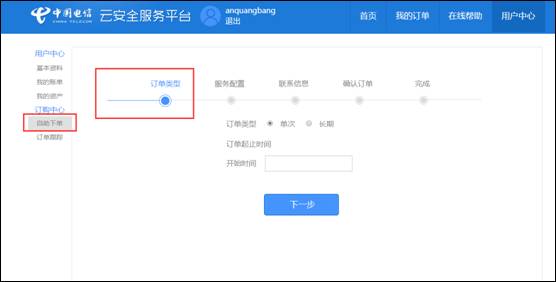 中国电信
CHINA TELECOM
云安全服务平台
anquangbang
退出
首页
我的订单
在线帮助
用户中心
用户中心
基本资料
我的账单
我的资产
订购中心
自助下单
订单跟踪
订单类型
服务配置
联系信息
确认订单
完成
订单类型 单次 长期
订单起止时间
开始时间
下一步